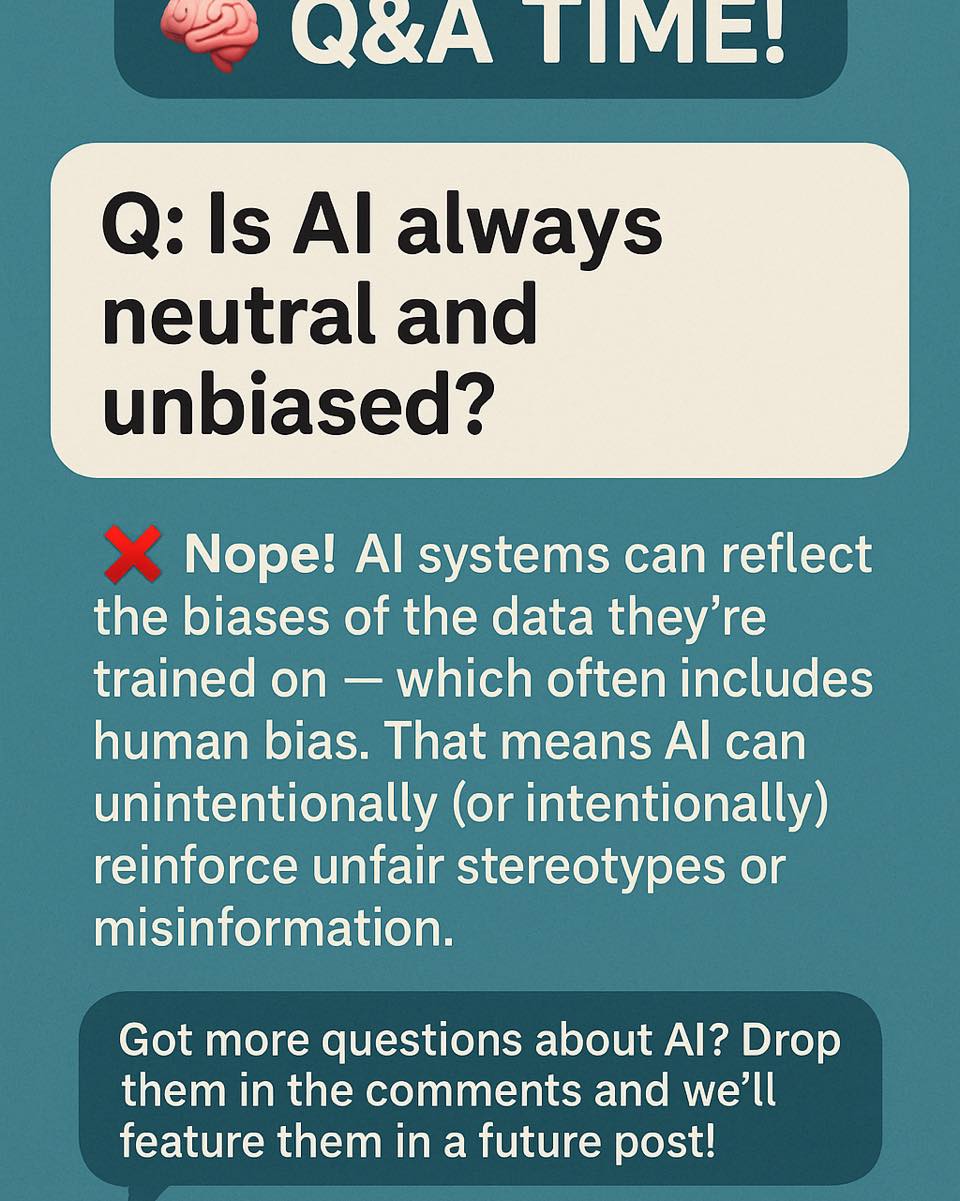 Q&A TIME!
Q: Is AI always
neutral and
unbiased?
Nope! AI systems can reflect
the biases of the data they’re
trained on — which often includes
human bias. That means AI can
unintentionally (or intentionally)
reinforce unfair stereotypes or
misinformation.
Got more questions about AI? Drop
them in the comments and we’ll
feature them in a future post!